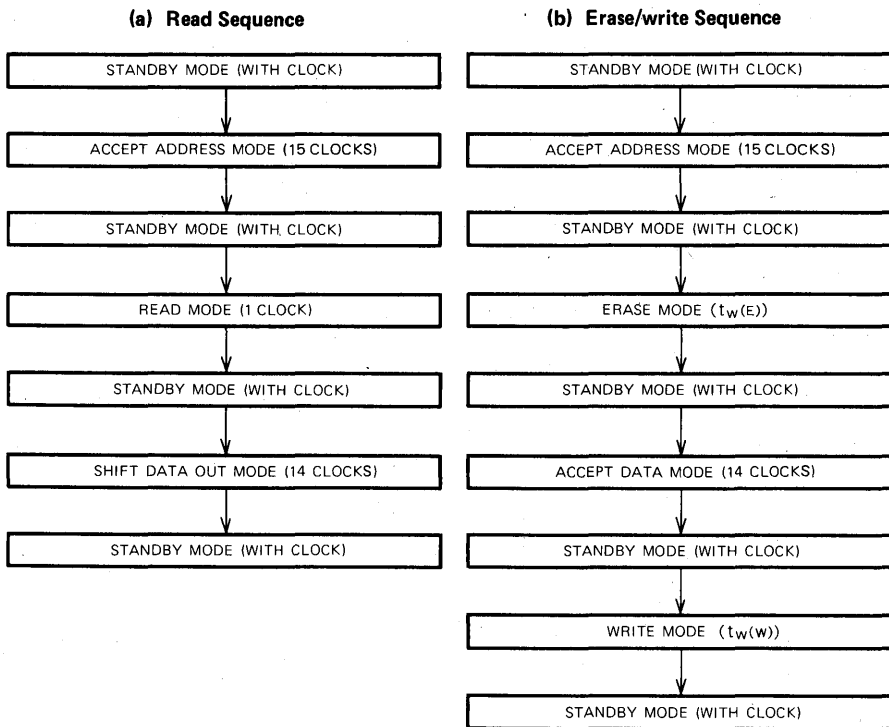 (a) Read Sequence
STANDBY MODE (WITH CLOCK)
ACCEPT ADDRESS MODE (15 CLOCKS)
STANDBY MODE (WITH CLOCK)
READ MODE (1 CLOCK)
STANDBY MODE (WITH CLOCK)
SHIFT DATA OUT MODE (14 CLOCKS)
STANDBY MODE (WITH CLOCK)
(b) Erase/write Sequence
STANDBY MODE (WITH CLOCK)
ACCEPT ADDRESS MODE (15 CLOCKS)
STANDBY MODE (WITH CLOCK)
ERASE MODE (tw(E))
STANDBY MODE (WITH CLOCK)
ACCEPT DATA MODE (14 CLOCKS)
STANDBY MODE (WITH CLOCK)
WRITE MODE (tw(W))
STANDBY MODE (WITH CLOCK)